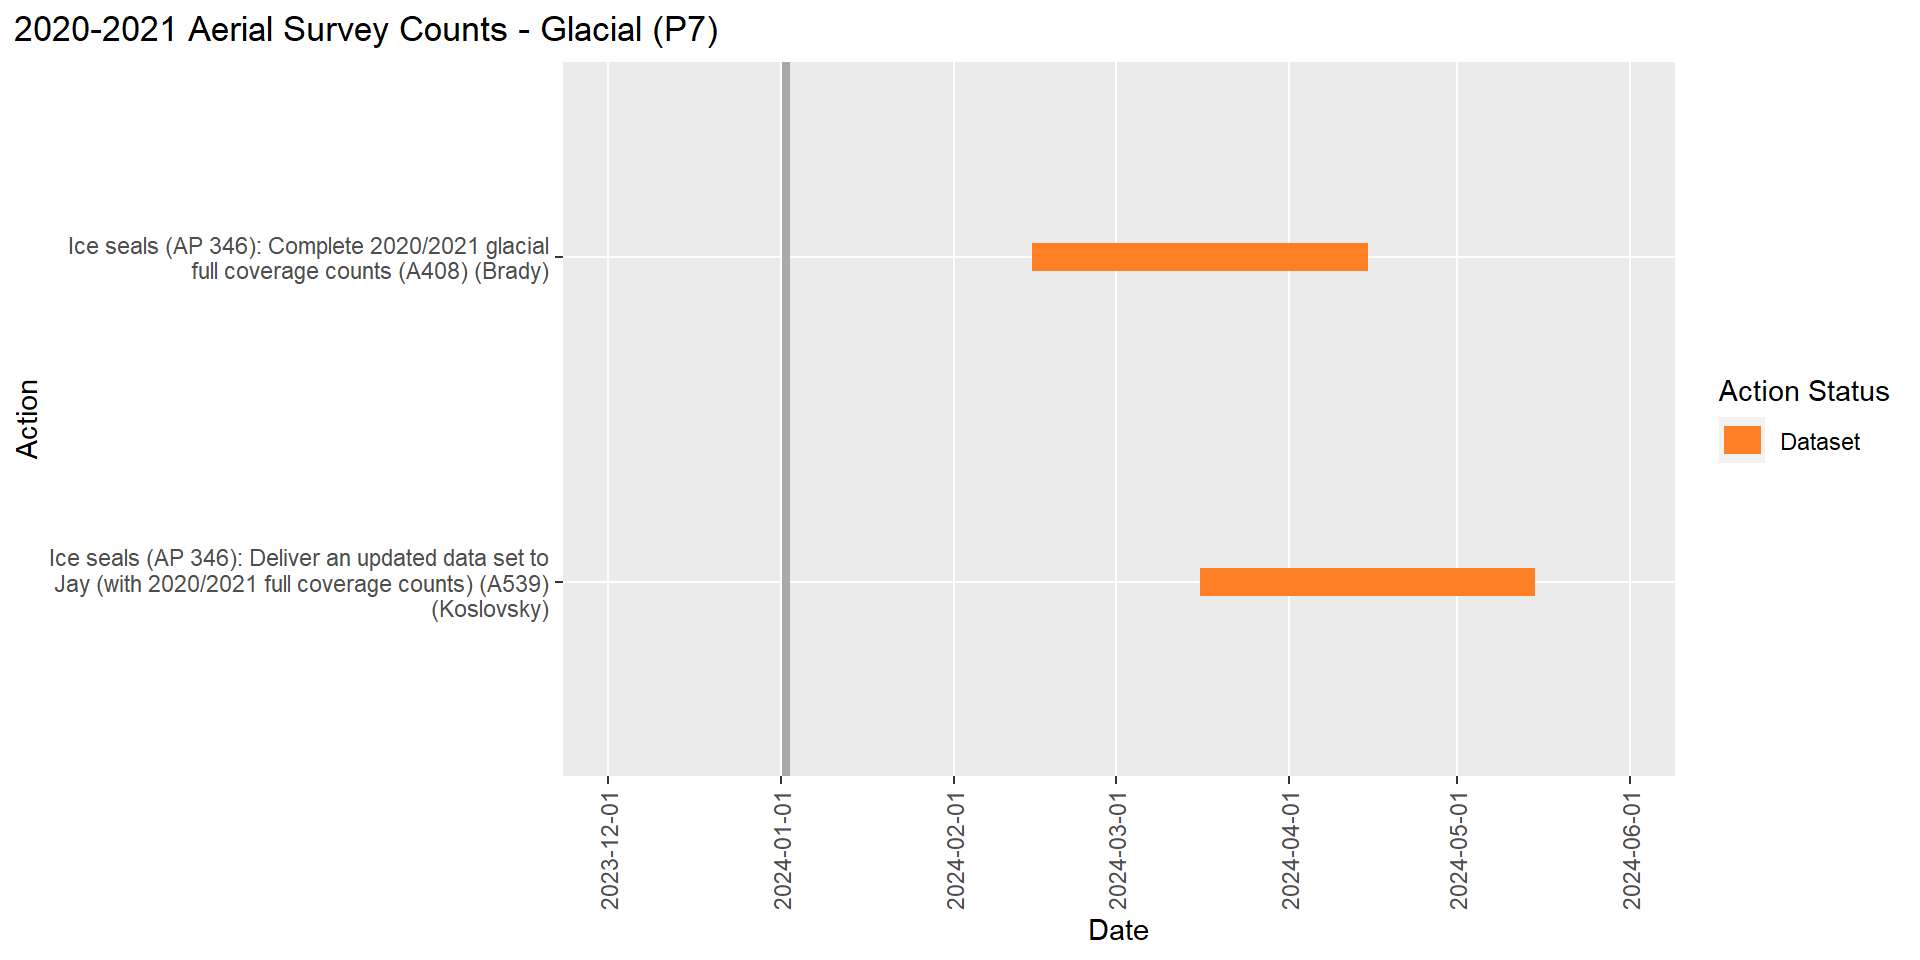 2020-2021 Aerial Survey Counts - Glacial (P7)
Action
Ice seals (AP 346): Complete 2020/2021 glacial
full coverage counts (A408) (Brady)
Ice seals (AP 346): Deliver an updated data set to
Jay (with 2020/2021 full coverage counts) (A539)
(Koslovsky)
2023-12-01
2024-01-01
2024-02-01
2024-03-01
2024-04-01
2024-05-01
2024-06-01
Date
Action Status
Dataset